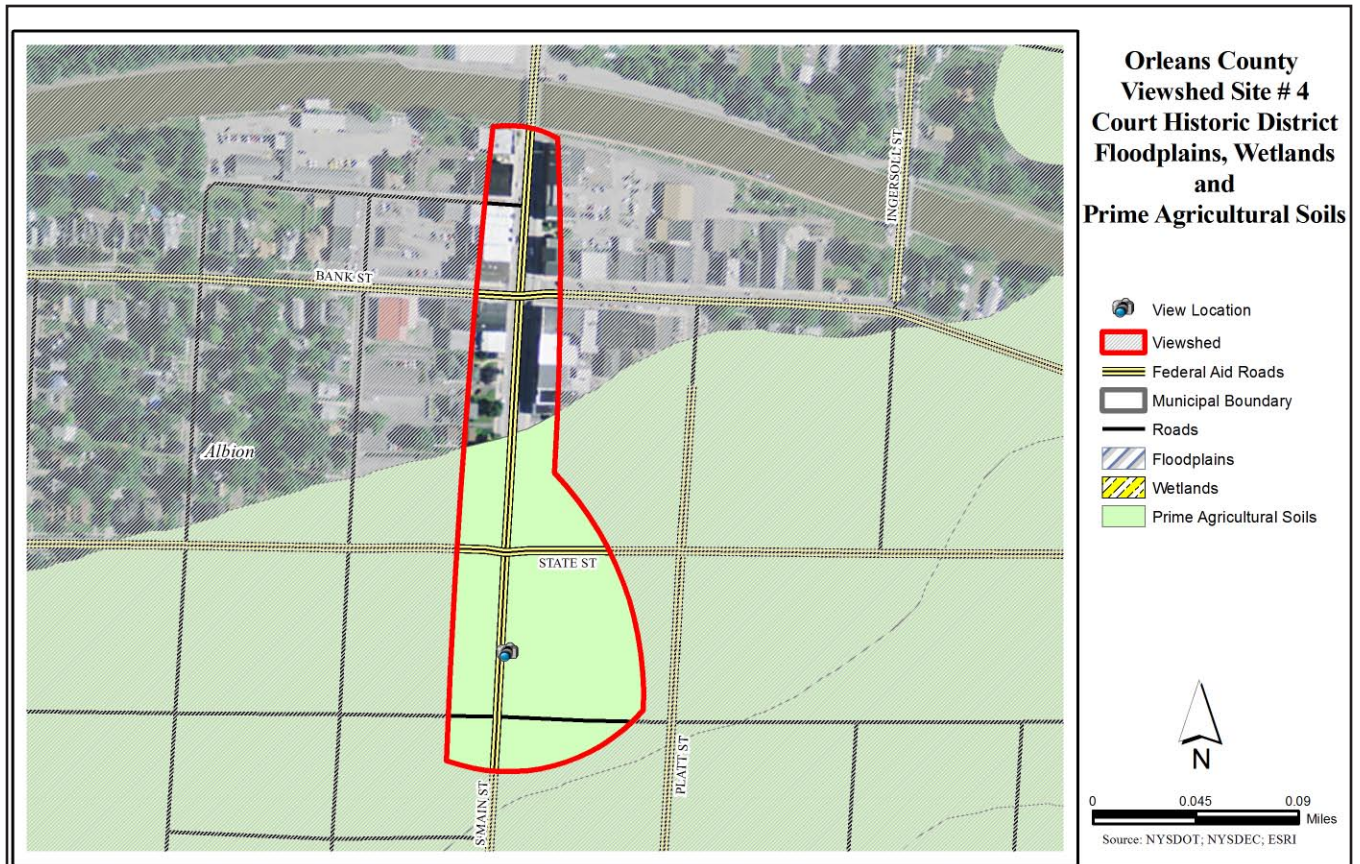 Orleans County
Viewshed Site # 4
Court Historic District
Floodplains, Wetlands
and
Prime Agricultural Soils
INGERSOLL ST
BANK ST
Albion
STATE ST
S MAIN ST
PLATT ST
View Location
Viewshed
Federal Aid Roads
Municipal Boundary
Roads
Floodplains
Wetlands
Prime Agricultural Soils
N
0 0.045 0.09
Miles
Source: NYSDOT; NYSDEC; ESRI